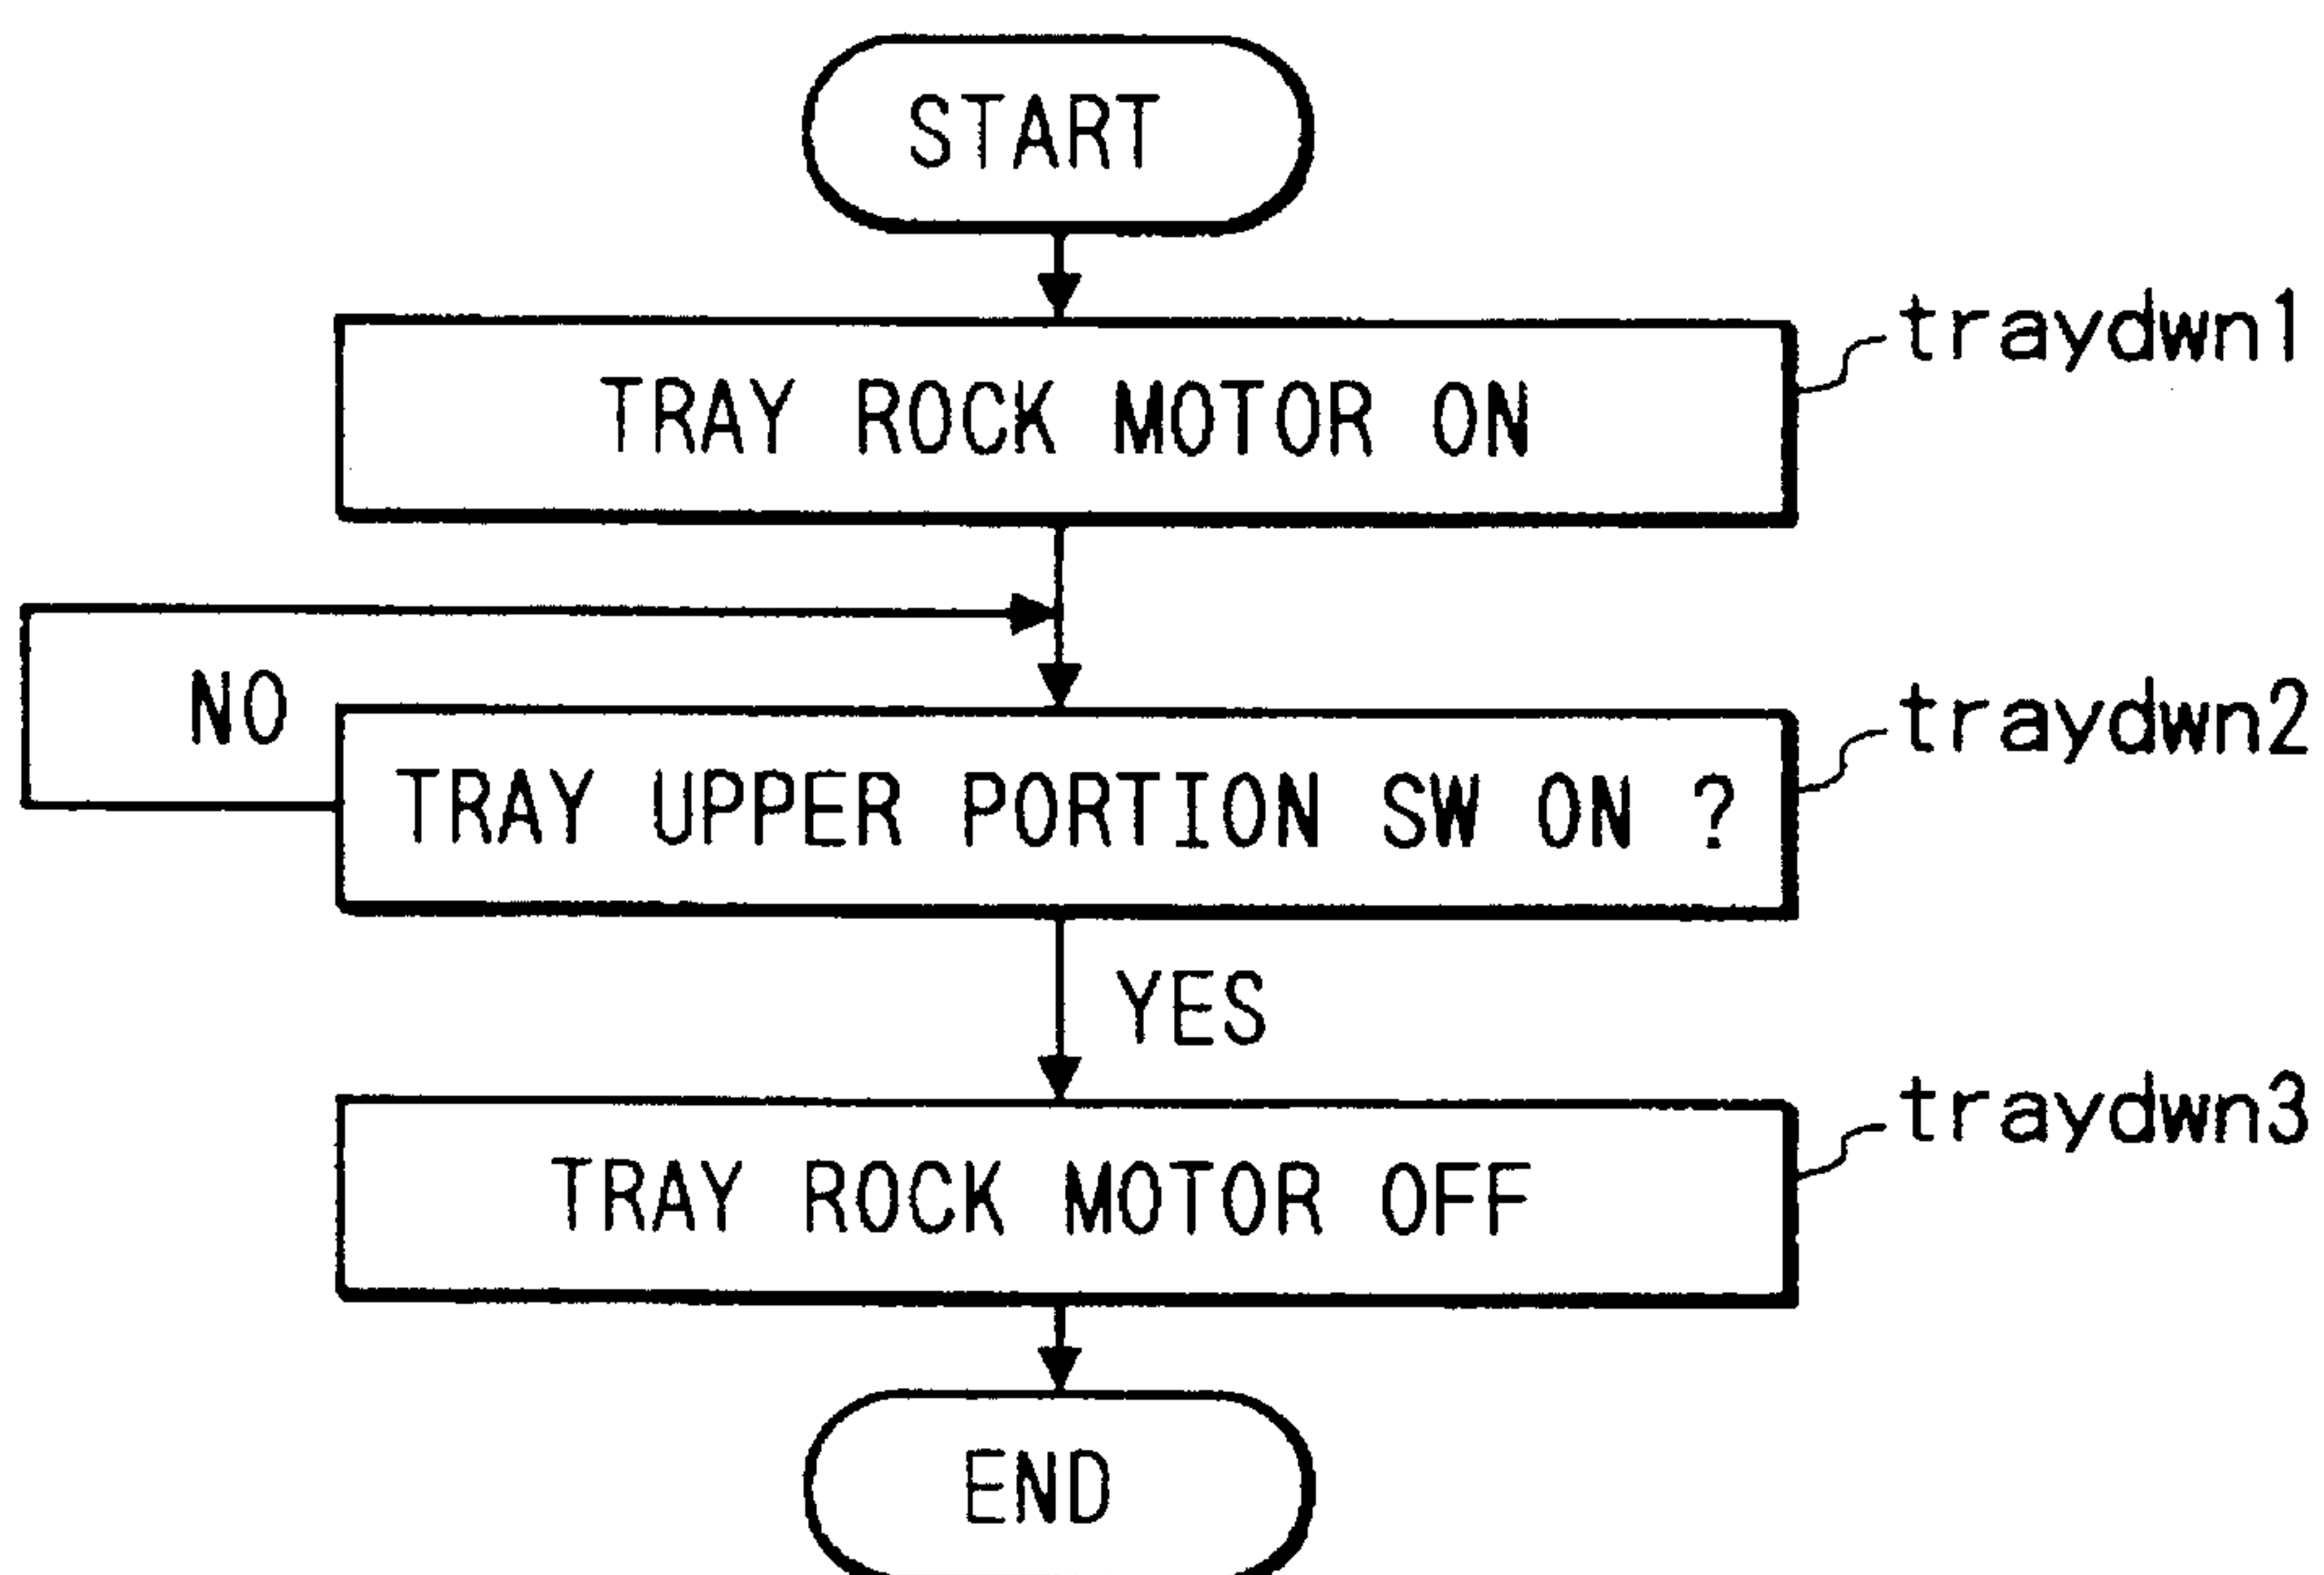 START
TRAY ROCK MOTOR ON
traydwn1
NO
TRAY UPPER PORTION SW ON ?
traydwn2
YES
TRAY ROCK MOTOR OFF
traydwn3
END